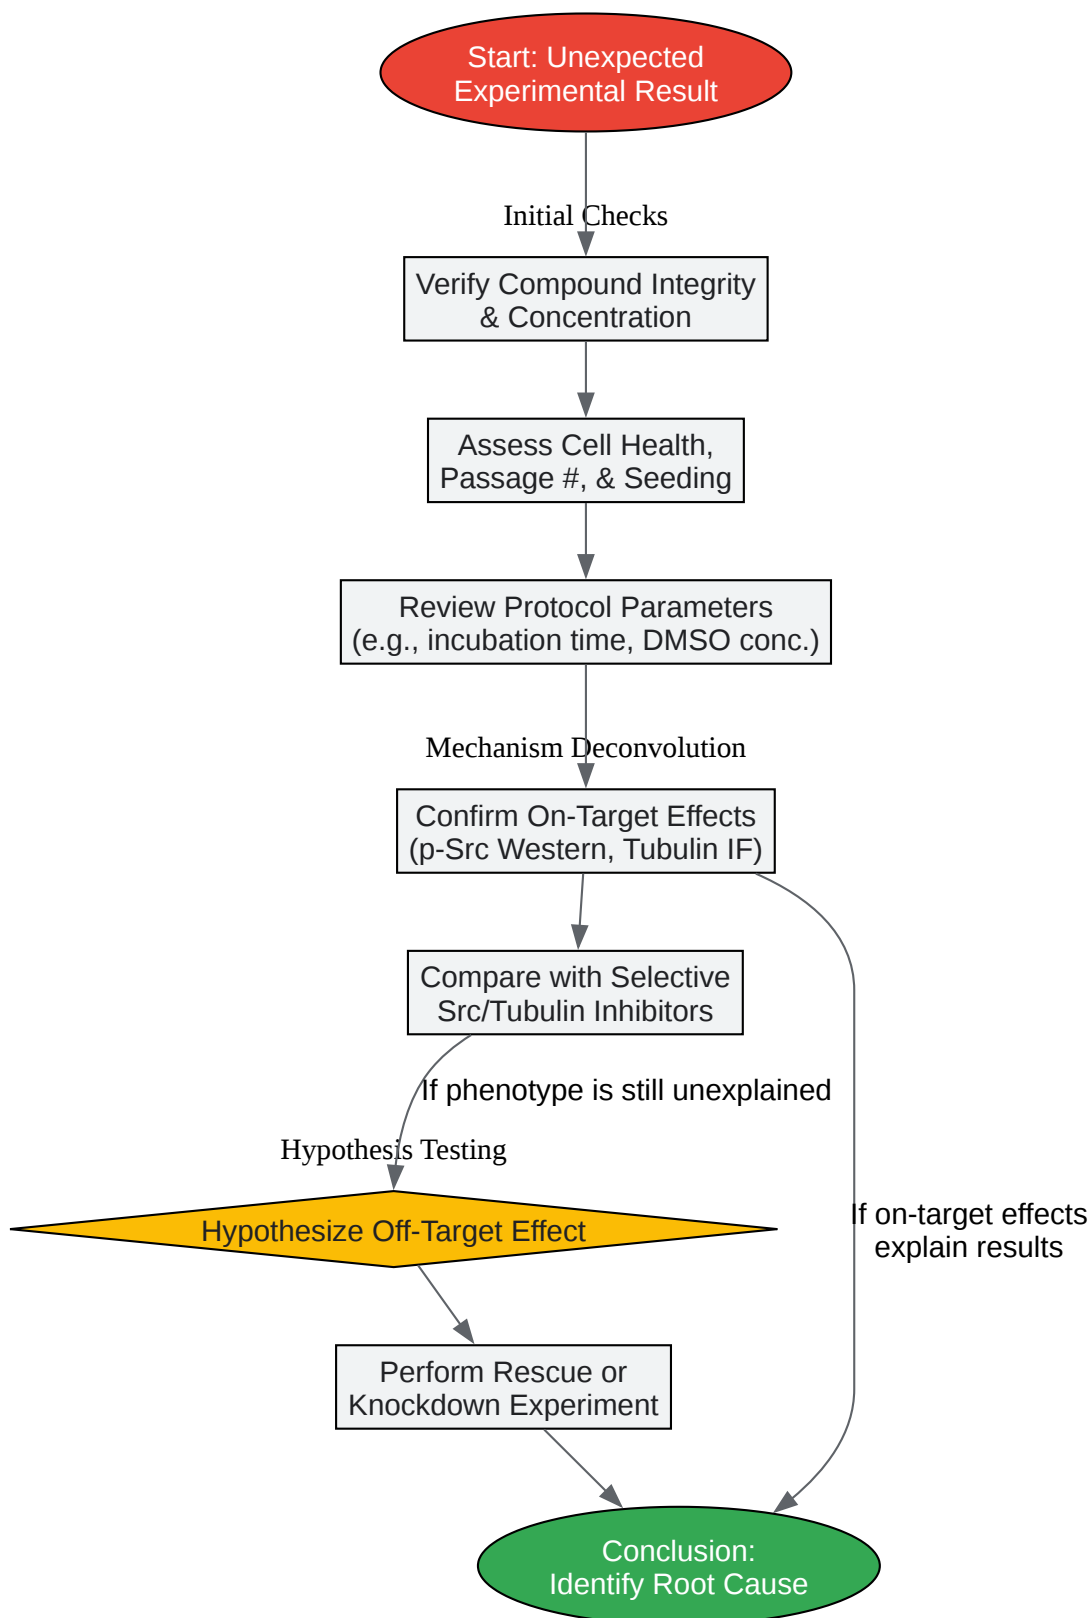 Start: Unexpected
Experimental Result
Initial Checks
Verify Compound Integrity
& Concentration
Assess Cell Health,
Passage #, & Seeding
Review Protocol Parameters
(e.g., incubation time, DMSO conc.)
Mechanism Deconvolution
Confirm On-Target Effects
(p-Src Western, Tubulin IF)
Compare with Selective
Src/Tubulin Inhibitors
If phenotype is still unexplained
Hypothesis Testing
Hypothesize Off-Target Effect
If on-target effects
explain results
Perform Rescue or
Knockdown Experiment
Conclusion:
Identify Root Cause